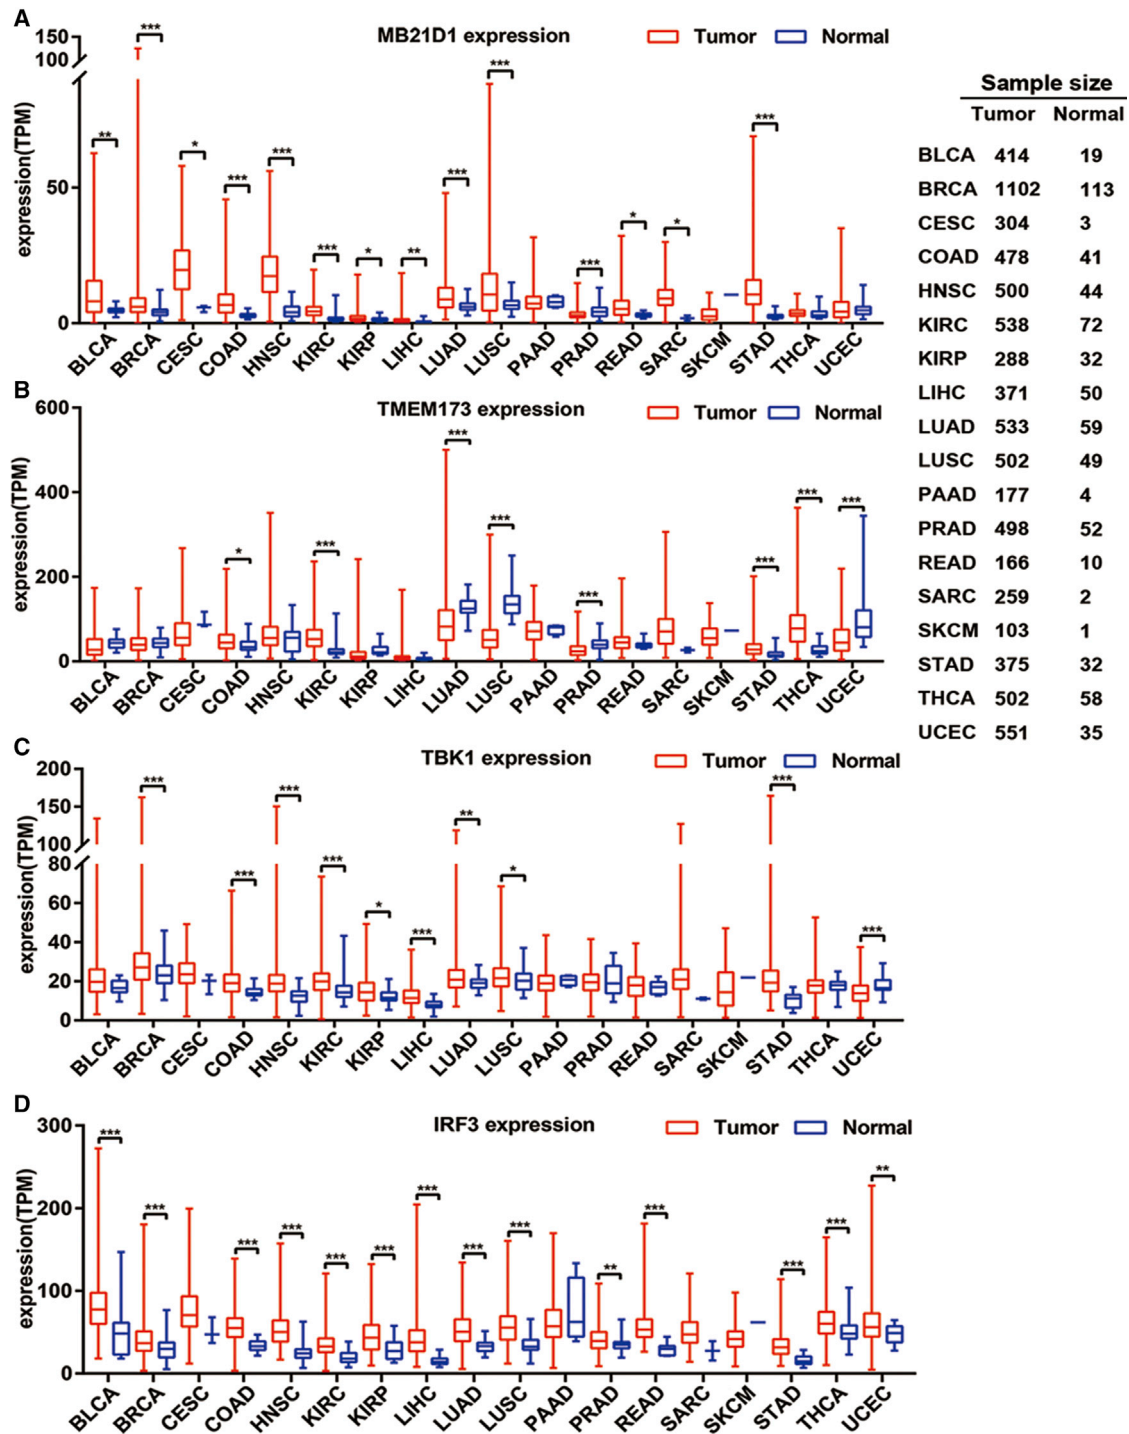 A
MB21D1 expression
Tumor Normal
expression(TPM)
150
100
50
0
** *** * *** *** *** * ** *** *** *** * * ***
BLCA BRCA CESC COAD HNSC KIRC KIRP LIHC LUAD LUSC PAAD PRAD READ SARC SKCM STAD THCA UCEC
B
TMEM173 expression
Tumor Normal
expression(TPM)
600
400
200
0
* *** *** *** *** *** *** ***
BLCA BRCA CESC COAD HNSC KIRC KIRP LIHC LUAD LUSC PAAD PRAD READ SARC SKCM STAD THCA UCEC
C
TBK1 expression
Tumor Normal
expression(TPM)
200
150
100
80
60
40
20
0
*** *** *** *** * *** ** * *** ***
BLCA BRCA CESC COAD HNSC KIRC KIRP LIHC LUAD LUSC PAAD PRAD READ SARC SKCM STAD THCA UCEC
D
IRF3 expression
Tumor Normal
expression(TPM)
300
200
100
0
*** *** *** *** *** *** *** *** *** ** *** *** *** **
BLCA BRCA CESC COAD HNSC KIRC KIRP LIHC LUAD LUSC PAAD PRAD READ SARC SKCM STAD THCA UCEC
Sample size
Tumor Normal
BLCA 414 19
BRCA 1102 113
CESC 304 3
COAD 478 41
HNSC 500 44
KIRC 538 72
KIRP 288 32
LIHC 371 50
LUAD 533 59
LUSC 502 49
PAAD 177 4
PRAD 498 52
READ 166 10
SARC 259 2
SKCM 103 1
STAD 375 32
THCA 502 58
UCEC 551 35